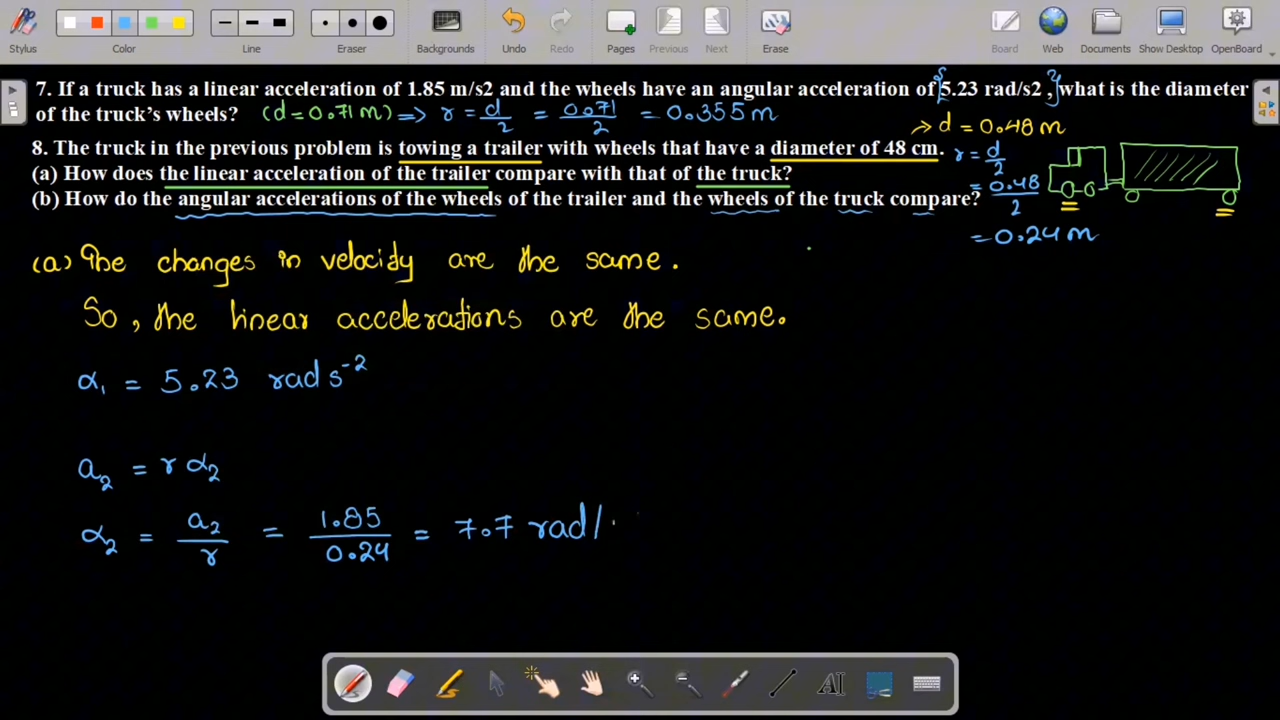 Stylus Color Line Eraser Backgrounds Undo Redo Pages Previous Next Erase Board Web Documents Show Desktop OpenBoard
7. If a truck has a linear acceleration of 1.85 m/s2 and the wheels have an angular acceleration of 5.23 rad/s2 , what is the diameter
of the truck's wheels? (d = 0.71 m) => r = d/2 = 0.71/2 = 0.355 m
-> d = 0.48 m
8. The truck in the previous problem is towing a trailer with wheels that have a diameter of 48 cm.
r = d/2
(a) How does the linear acceleration of the trailer compare with that of the truck?
= 0.48/2
(b) How do the angular accelerations of the wheels of the trailer and the wheels of the truck compare?
= 0.24 m
(a) The changes in velocity are the same.
So, the linear accelerations are the same.
α₁ = 5.23 rad s⁻²
a₂ = r α₂
α₂ = a₂/r = 1.85/0.24 = 7.7 rad/
AI